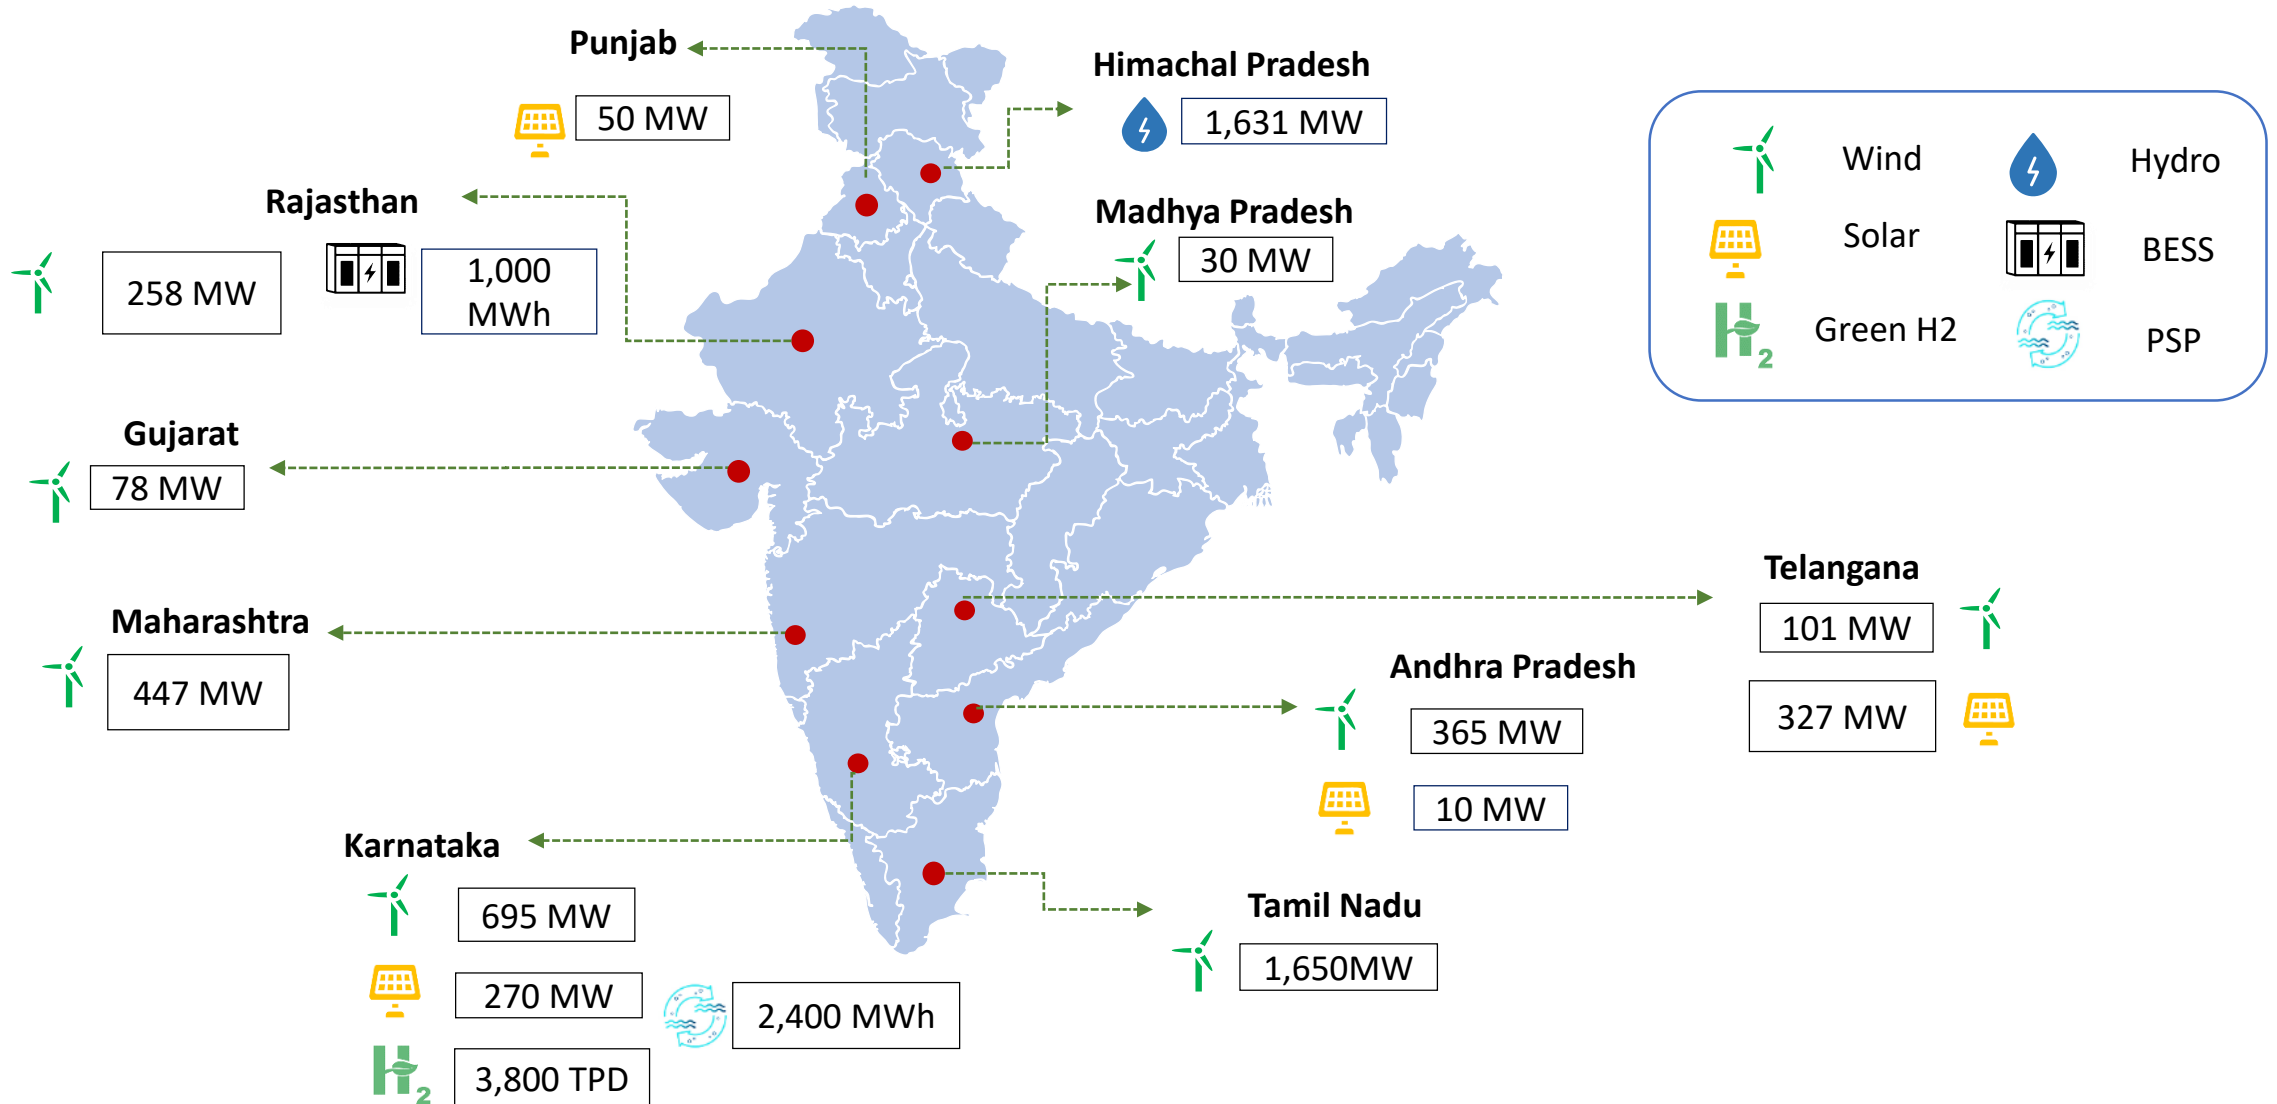 Punjab
50 MW
Himachal Pradesh
1,631 MW
Rajasthan
258 MW
1,000
MWh
Madhya Pradesh
30 MW
Wind
Hydro
Solar
BESS
H2
Green H2
PSP
Gujarat
78 MW
Maharashtra
447 MW
Telangana
101 MW
327 MW
Andhra Pradesh
365 MW
10 MW
Karnataka
695 MW
270 MW
2,400 MWh
H2
3,800 TPD
Tamil Nadu
1,650MW